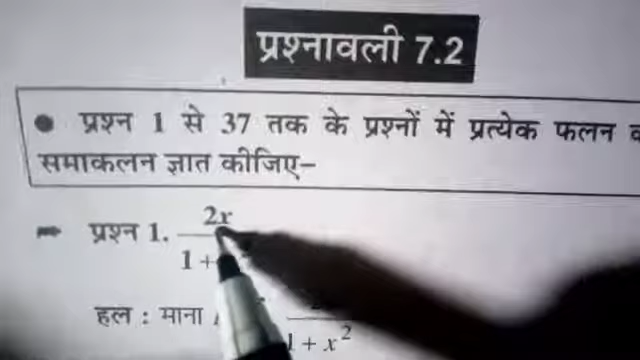 प्रश्नावली 7.2
● प्रश्न 1 से 37 तक के प्रश्नों में प्रत्येक फलन
समाकलन ज्ञात कीजिए–
➡ प्रश्न 1. 2x
1+
हल : माना
1 + x²